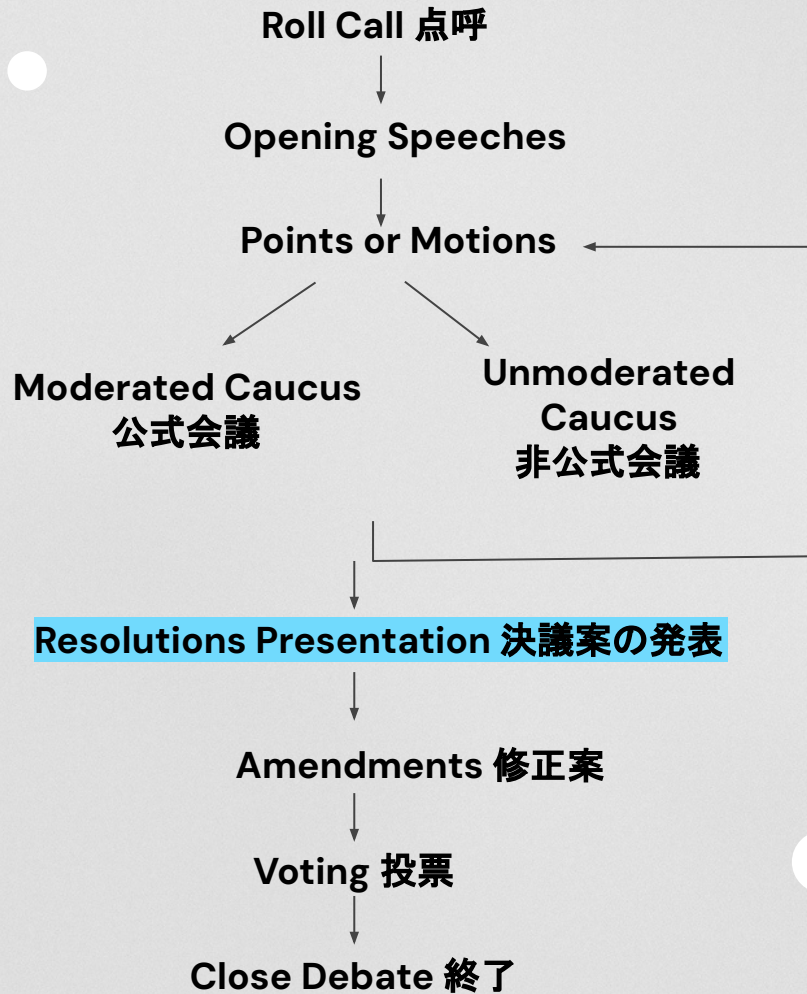 Roll Call 点呼
Opening Speeches
Points or Motions
Moderated Caucus
公式会議
Unmoderated
Caucus
非公式会議
Resolutions Presentation 決議案の発表
Amendments 修正案
Voting 投票
Close Debate 終了